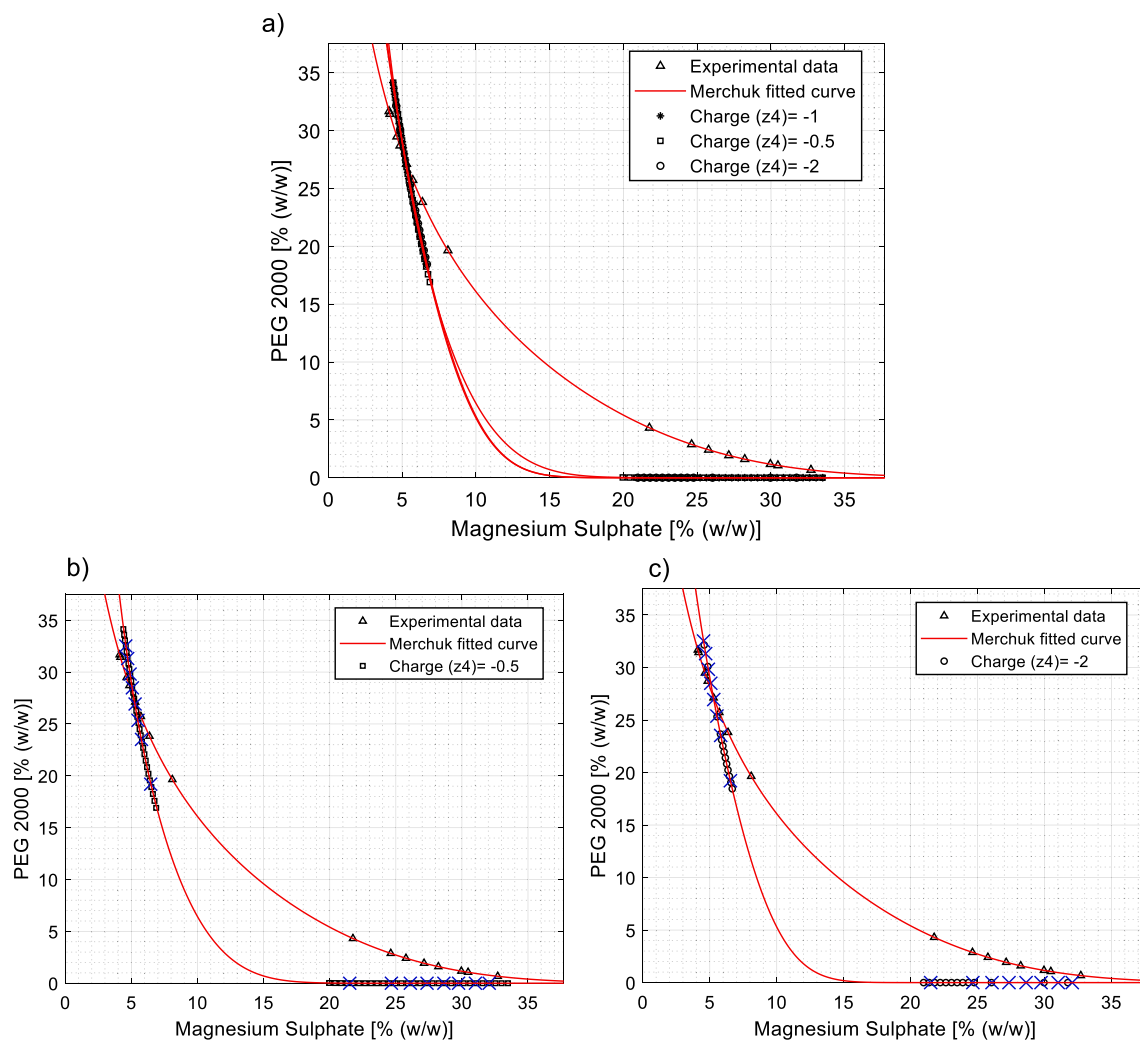 a)
PEG 2000 [% (w/w)]
35
30
25
20
15
10
5
0
Experimental data
Merchuk fitted curve
Charge (z4)= -1
Charge (z4)= -0.5
Charge (z4)= -2
0 5 10 15 20 25 30 35
Magnesium Sulphate [% (w/w)]
b)
PEG 2000 [% (w/w)]
35
30
25
20
15
10
5
0
Experimental data
Merchuk fitted curve
Charge (z4)= -0.5
0 5 10 15 20 25 30 35
Magnesium Sulphate [% (w/w)]
c)
PEG 2000 [% (w/w)]
35
30
25
20
15
10
5
0
Experimental data
Merchuk fitted curve
Charge (z4)= -2
0 5 10 15 20 25 30 35
Magnesium Sulphate [% (w/w)]